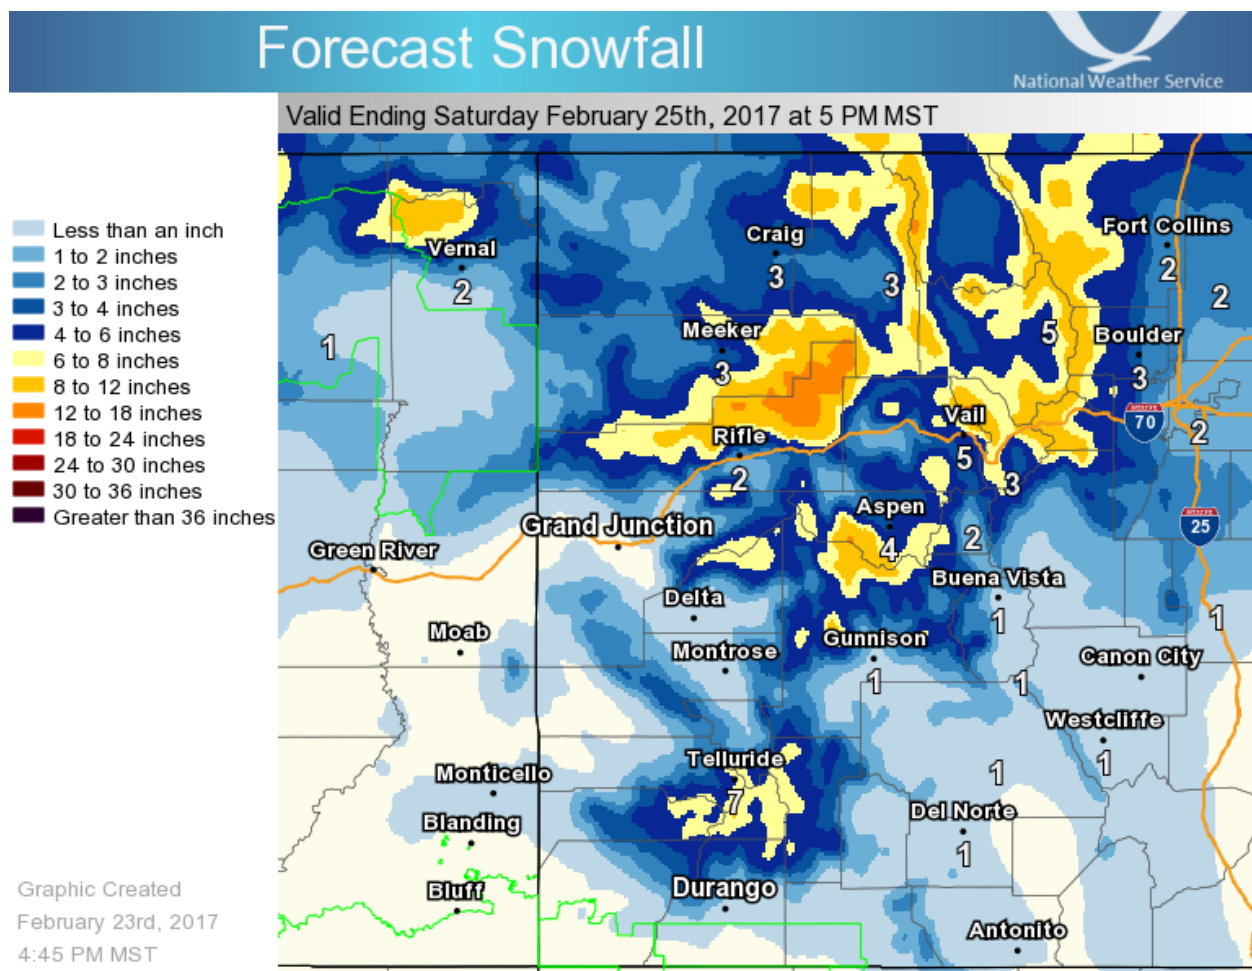 Forecast Snowfall
National Weather Service
Valid Ending Saturday February 25th, 2017 at 5 PM MST
Less than an inch
1 to 2 inches
2 to 3 inches
3 to 4 inches
4 to 6 inches
6 to 8 inches
8 to 12 inches
12 to 18 inches
18 to 24 inches
24 to 30 inches
30 to 36 inches
Greater than 36 inches
Fort Collins
2
Craig
3
3
Vernal
2
2
1
Meeker
3
5
Boulder
3
Vail
5
70
2
Rifle
2
3
Aspen
4
2
25
Grand Junction
Green River
Buena Vista
1
Delta
1
Moab
Gunnison
1
Montrose
Canon City
1
Westcliffe
1
Telluride
7
1
Monticello
Del Norte
1
Blanding
Bluff
Durango
Antonito
Graphic Created
February 23rd, 2017
4:45 PM MST